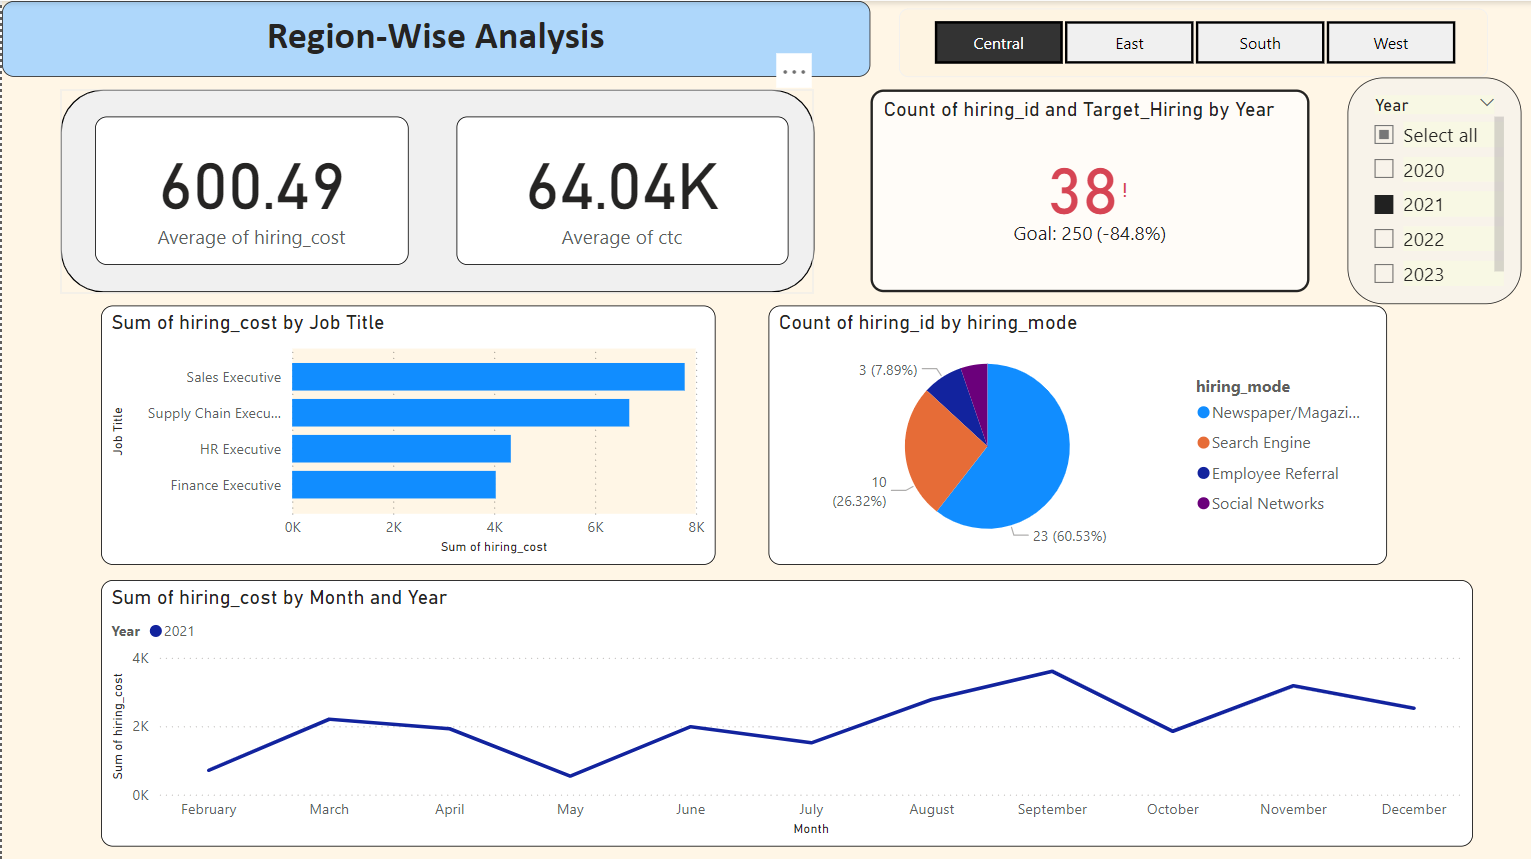 Region-Wise Analysis
Central
East
South
West
600.49
Average of hiring_cost
64.04K
Average of ctc
Count of hiring_id and Target_Hiring by Year
38!
Goal: 250 (-84.8%)
Year
Select all
2020
2021
2022
2023
Sum of hiring_cost by Job Title
Job Title
Sales Executive
Supply Chain Execu...
HR Executive
Finance Executive
0K
2K
4K
6K
8K
Sum of hiring_cost
Count of hiring_id by hiring_mode
3 (7.89%)
10
(26.32%)
23 (60.53%)
hiring_mode
Newspaper/Magazi...
Search Engine
Employee Referral
Social Networks
Sum of hiring_cost by Month and Year
Year
2021
Sum of hiring_cost
4K
2K
0K
February
March
April
May
June
July
August
September
October
November
December
Month